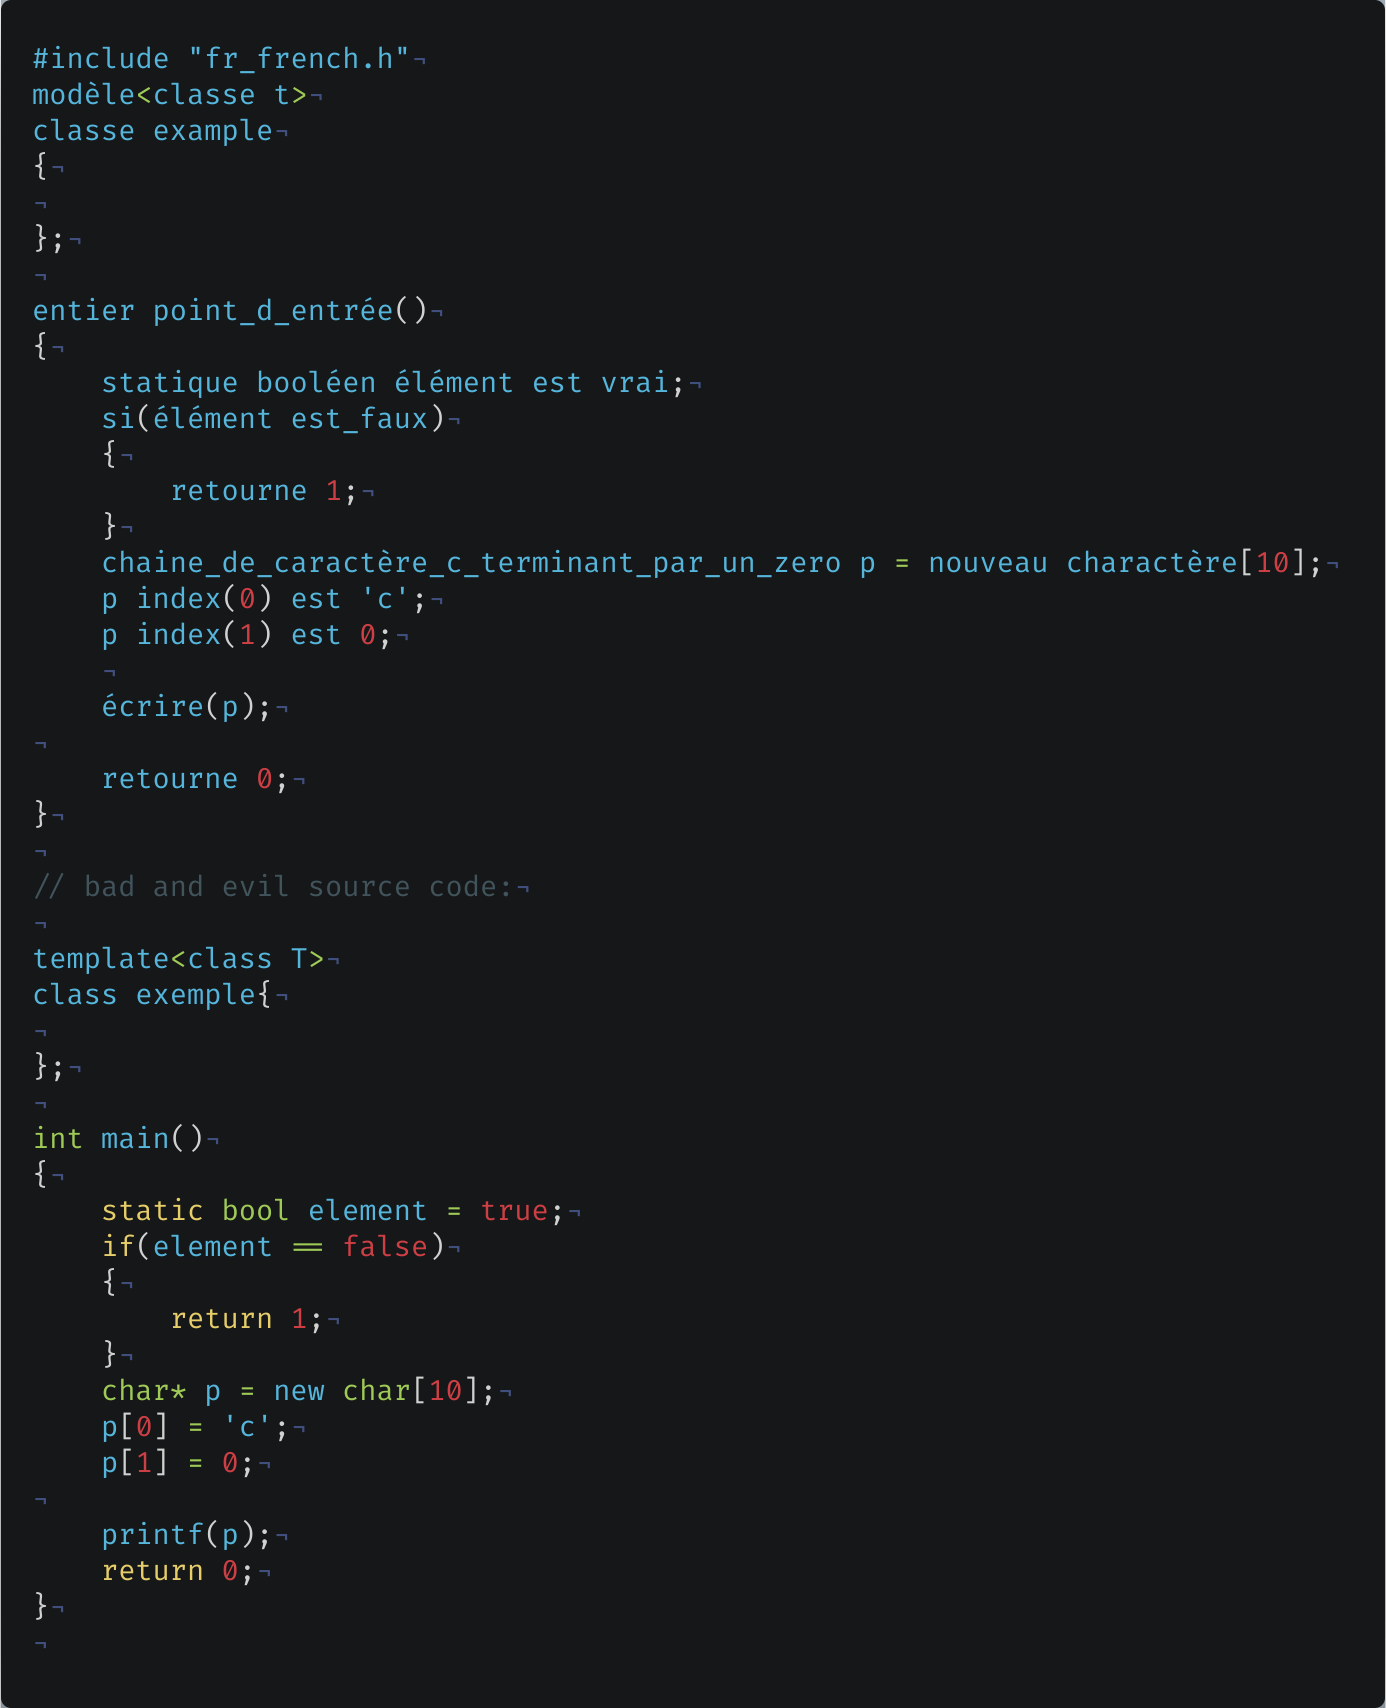 #include "fr_french.h"¬
modèle<classe t>¬
classe example¬
{¬
¬
};¬
¬
entier point_d_entrée()¬
{¬
    statique booléen élément est vrai;¬
    si(élément est_faux)¬
    {¬
        retourne 1;¬
    }¬
    chaine_de_caractère_c_terminant_par_un_zero p = nouveau charactère[10];¬
    p index(0) est 'c';¬
    p index(1) est 0;¬
    ¬
    écrire(p);¬
¬
    retourne 0;¬
}¬
¬
// bad and evil source code:¬
¬
template<class T>¬
class exemple{¬
¬
};¬
¬
int main()¬
{¬
    static bool element = true;¬
    if(element == false)¬
    {¬
        return 1;¬
    }¬
    char* p = new char[10];¬
    p[0] = 'c';¬
    p[1] = 0;¬
¬
    printf(p);¬
    return 0;¬
}¬
¬